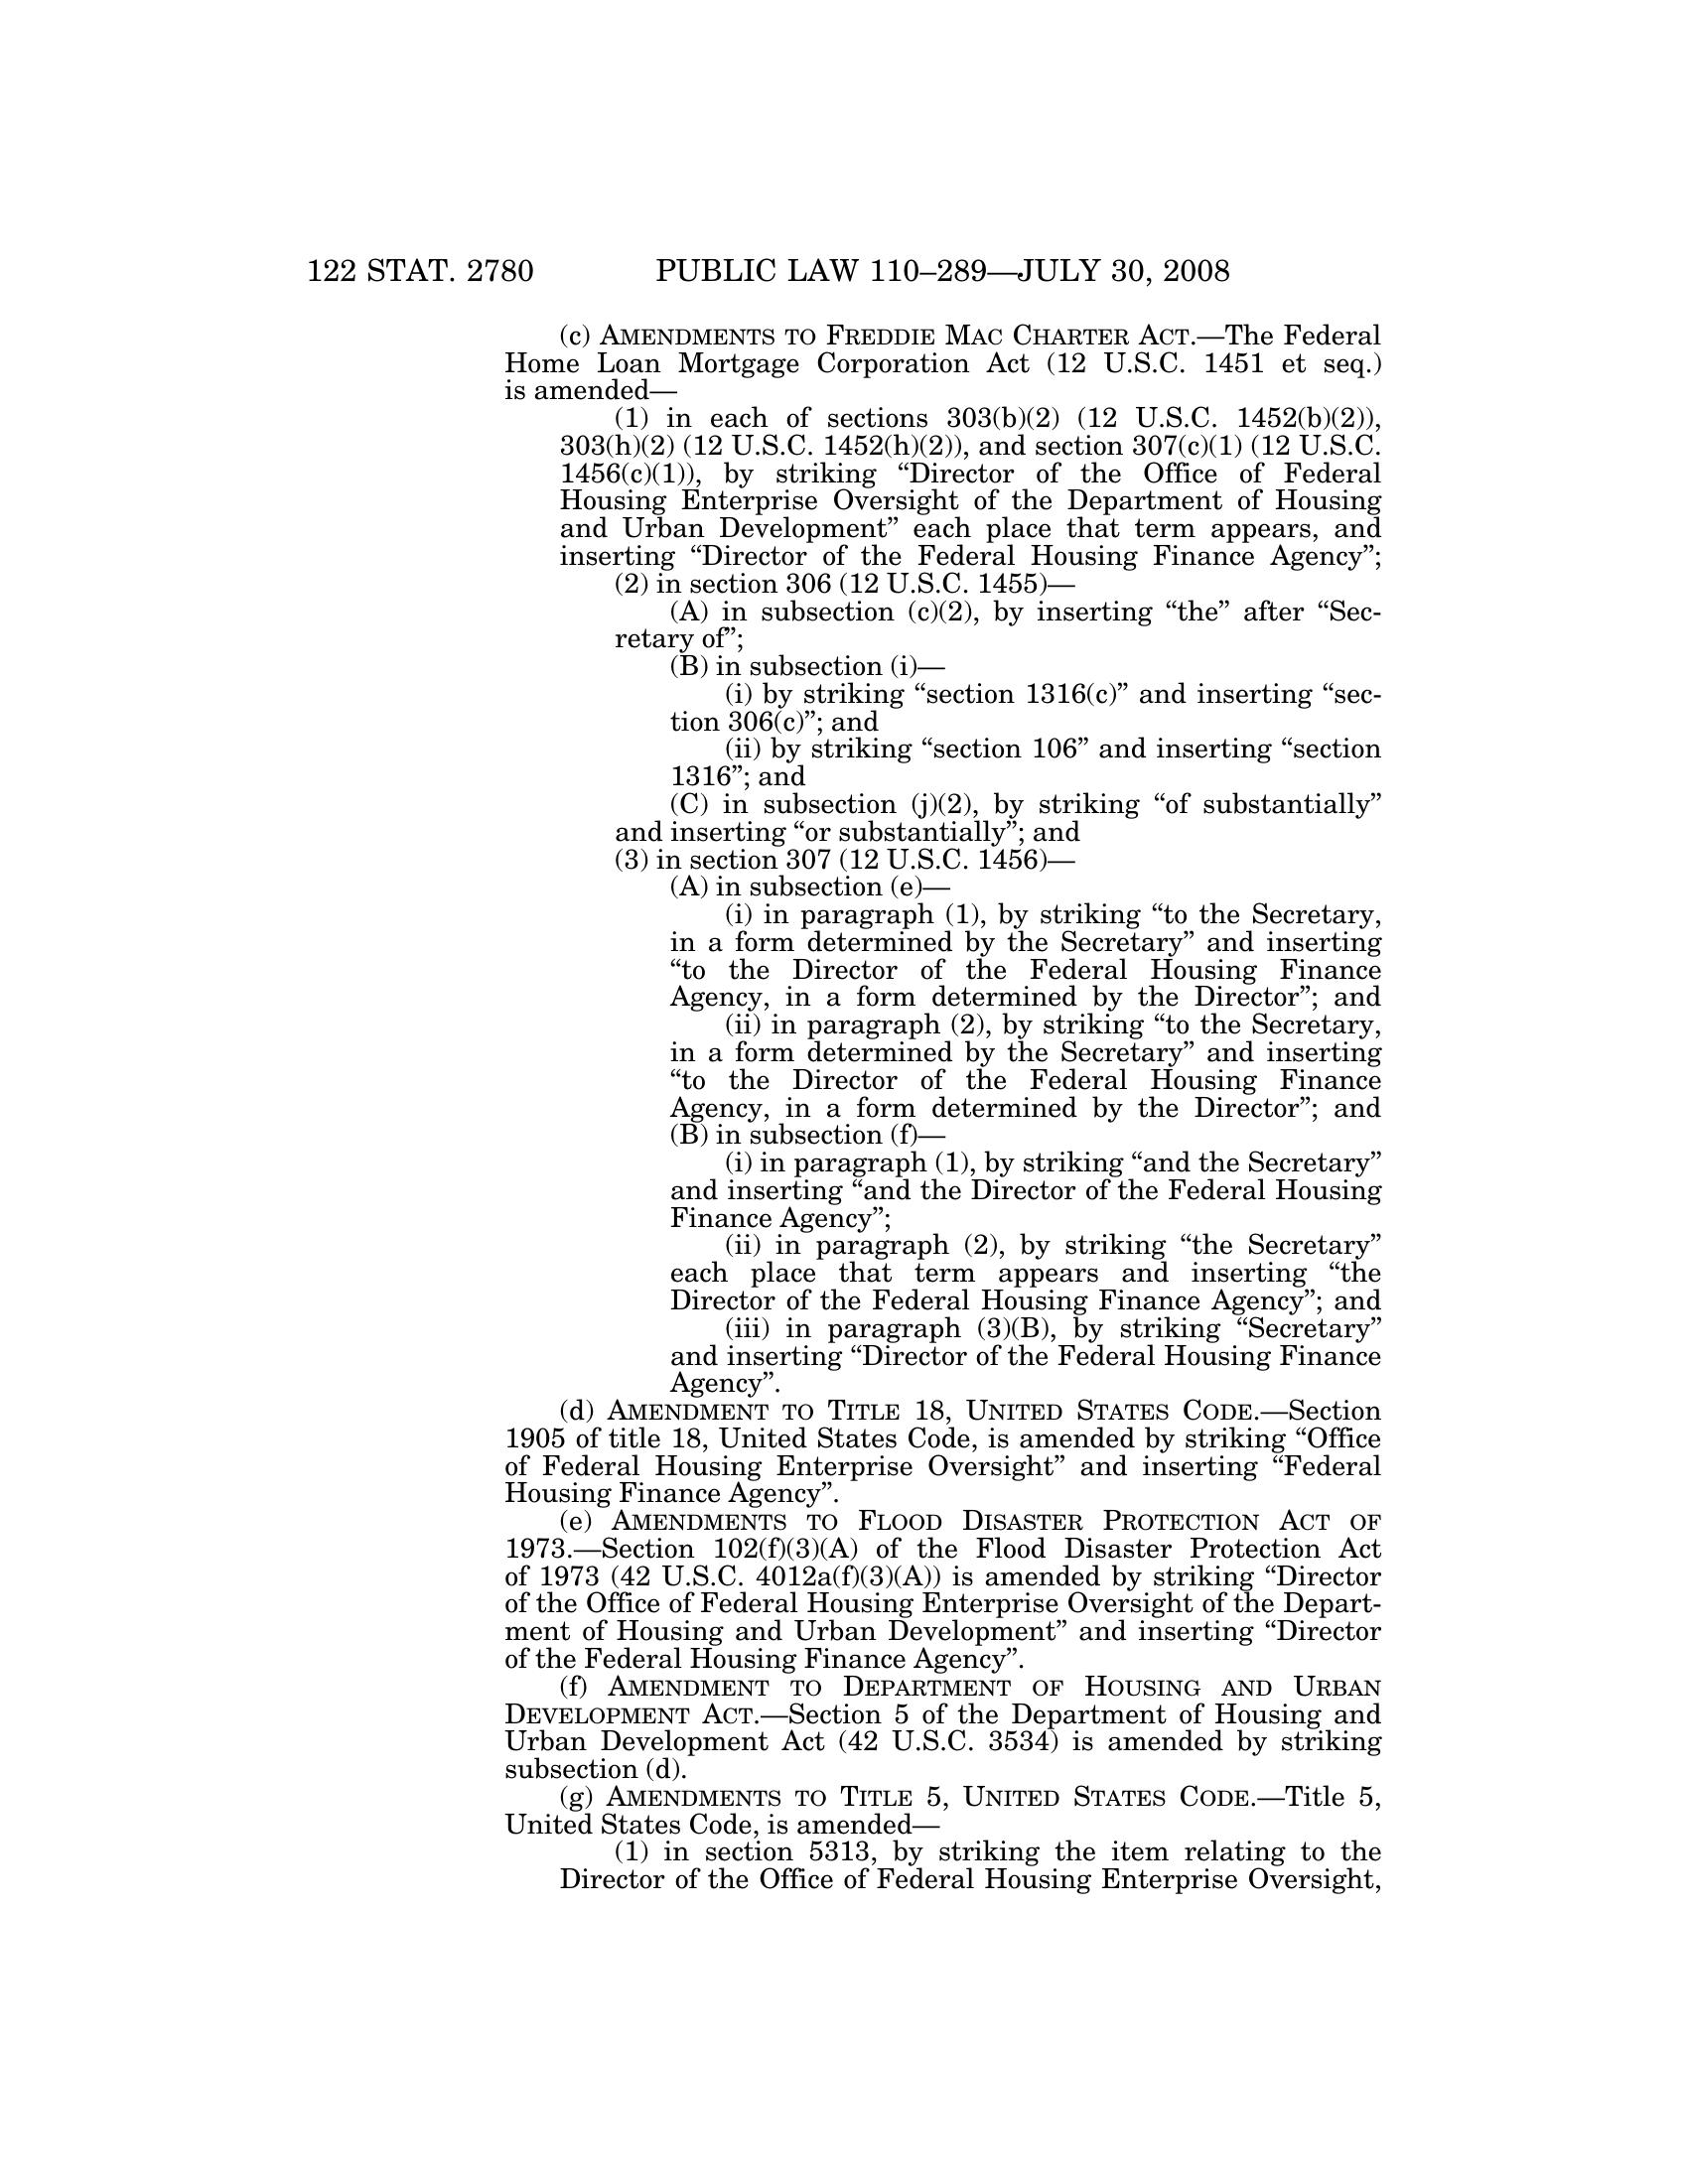 122 STAT. 2780 PUBLIC LAW 110–289—JULY 30, 2008
(c) AMENDMENTS TO FREDDIE MAC CHARTER ACT.—The Federal
Home Loan Mortgage Corporation Act (12 U.S.C. 1451 et seq.)
is amended—
(1) in each of sections 303(b)(2) (12 U.S.C. 1452(b)(2)),
303(h)(2) (12 U.S.C. 1452(h)(2)), and section 307(c)(1) (12 U.S.C.
1456(c)(1)), by striking “Director of the Office of Federal
Housing Enterprise Oversight of the Department of Housing
and Urban Development” each place that term appears, and
inserting “Director of the Federal Housing Finance Agency”;
(2) in section 306 (12 U.S.C. 1455)—
(A) in subsection (c)(2), by inserting “the” after “Sec-
retary of”;
(B) in subsection (i)—
(i) by striking “section 1316(c)” and inserting “sec-
tion 306(c)”; and
(ii) by striking “section 106” and inserting “section
1316”; and
(C) in subsection (j)(2), by striking “of substantially”
and inserting “or substantially”; and
(3) in section 307 (12 U.S.C. 1456)—
(A) in subsection (e)—
(i) in paragraph (1), by striking “to the Secretary,
in a form determined by the Secretary” and inserting
“to the Director of the Federal Housing Finance
Agency, in a form determined by the Director”; and
(ii) in paragraph (2), by striking “to the Secretary,
in a form determined by the Secretary” and inserting
“to the Director of the Federal Housing Finance
Agency, in a form determined by the Director”; and
(B) in subsection (f)—
(i) in paragraph (1), by striking “and the Secretary”
and inserting “and the Director of the Federal Housing
Finance Agency”;
(ii) in paragraph (2), by striking “the Secretary”
each place that term appears and inserting “the
Director of the Federal Housing Finance Agency”; and
(iii) in paragraph (3)(B), by striking “Secretary”
and inserting “Director of the Federal Housing Finance
Agency”.
(d) AMENDMENT TO TITLE 18, UNITED STATES CODE.—Section
1905 of title 18, United States Code, is amended by striking “Office
of Federal Housing Enterprise Oversight” and inserting “Federal
Housing Finance Agency”.
(e) AMENDMENTS TO FLOOD DISASTER PROTECTION ACT OF
1973.—Section 102(f)(3)(A) of the Flood Disaster Protection Act
of 1973 (42 U.S.C. 4012a(f)(3)(A)) is amended by striking “Director
of the Office of Federal Housing Enterprise Oversight of the Depart-
ment of Housing and Urban Development” and inserting “Director
of the Federal Housing Finance Agency”.
(f) AMENDMENT TO DEPARTMENT OF HOUSING AND URBAN
DEVELOPMENT ACT.—Section 5 of the Department of Housing and
Urban Development Act (42 U.S.C. 3534) is amended by striking
subsection (d).
(g) AMENDMENTS TO TITLE 5, UNITED STATES CODE.—Title 5,
United States Code, is amended—
(1) in section 5313, by striking the item relating to the
Director of the Office of Federal Housing Enterprise Oversight,